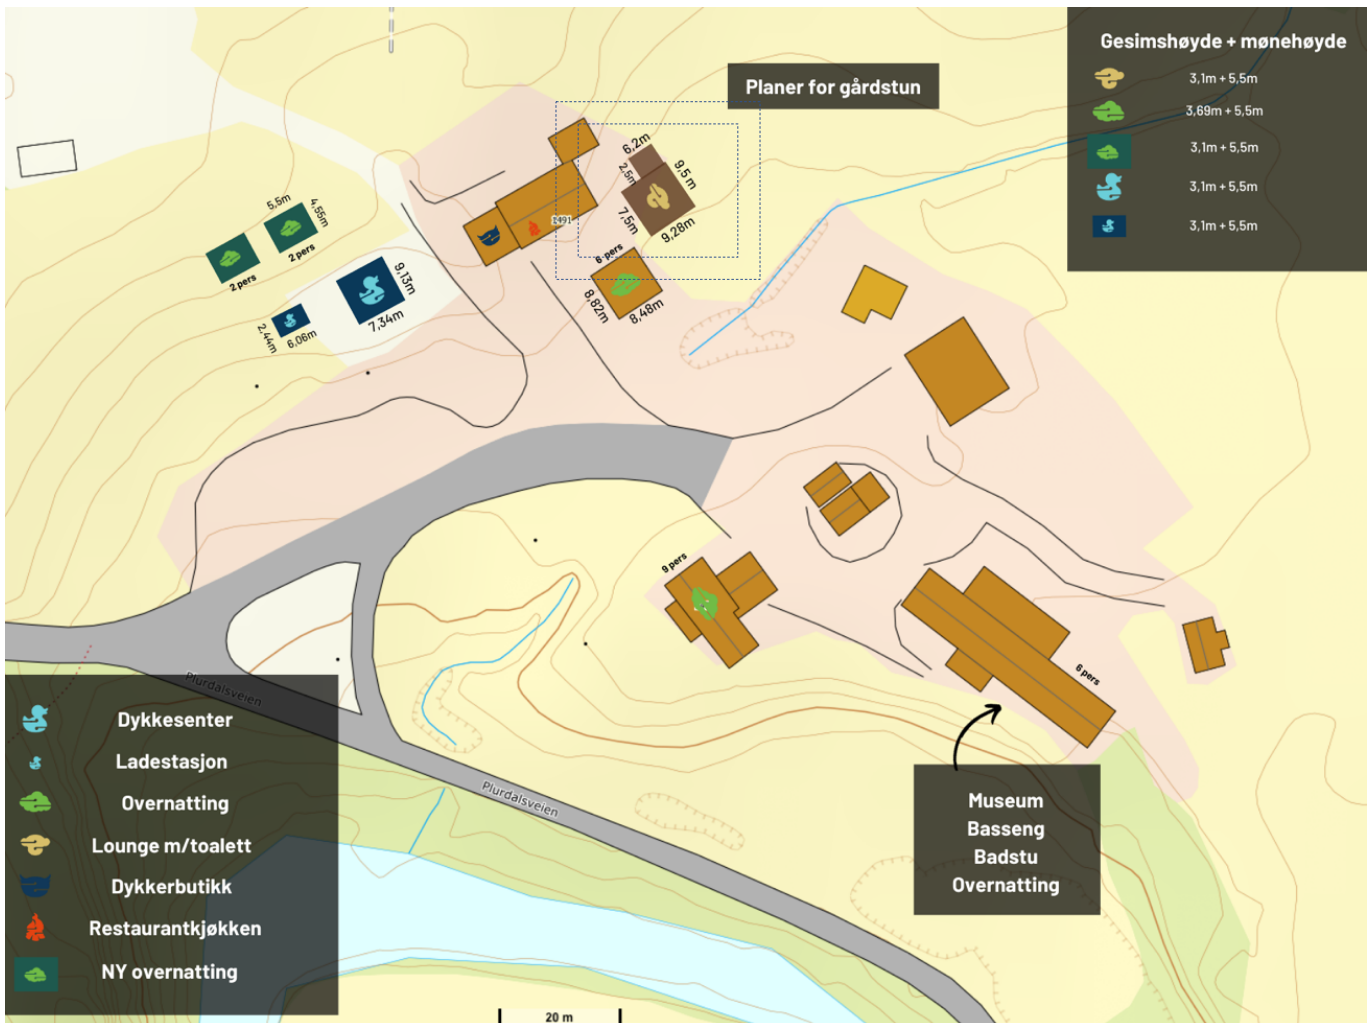 Gesimshøyde + mønehøyde
3,1m + 5,5m
3,69m + 5,5m
3,1m + 5,5m
3,1m + 5,5m
3,1m + 5,5m
Planer for gårdstun
6,2m
2,5m
9,5 m
7,5m
9,28m
1491
6 pers
8,82m
8,48m
5,5m
4,55m
2 pers
2 pers
9,13m
7,34m
2,44m
6,06m
9 pers
6 pers
Plurdalsveien
Plurdalsveien
Dykkesenter
Ladestasjon
Overnatting
Lounge m/toalett
Dykkerbutikk
Restaurantkjøkken
NY overnatting
Museum
Basseng
Badstu
Overnatting
20 m